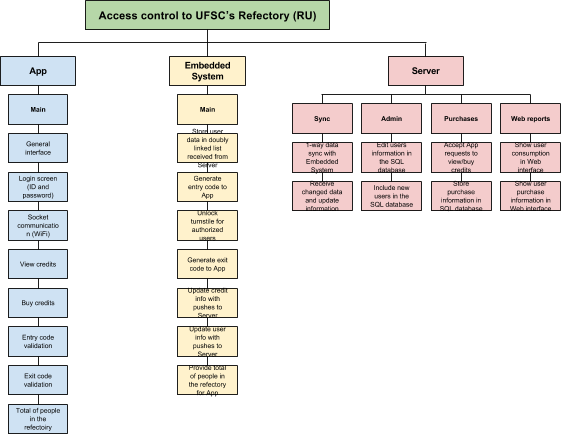 Access control to UFSC's Refectory (RU)
App
Embedded
System
Server
Main
General
interface
Login screen
(ID and
password)
Socket
communicatio
n (WiFi)
View credits
Buy credits
Entry code
validation
Exit code
validation
Total of people
in the
refectoiry
Main
Store user
data in doubly
linked list
received from
Server
Generate
entry code to
App
Unlock
turnstile for
authorized
users
Generate exit
code to App
Update credit
info with
pushes to
Server
Update user
info with
pushes to
Server
Provide total
of people in
the refectory
for App
Sync
1-way data
sync with
Embedded
System
Receive
changed data
and update
information
Admin
Edit users
information in
the SQL
database
Include new
users in the
SQL database
Purchases
Accept App
requests to
view/buy
credits
Store
purchase
information in
SQL database
Web reports
Show user
consumption
in Web
interface
Show user
purchase
information in
Web interface